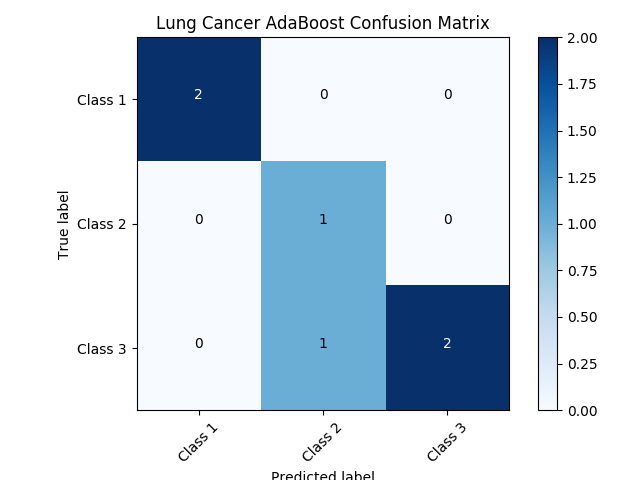 Lung Cancer AdaBoost Confusion Matrix
True label
Class 1
2 0 0
Class 2
0 1 0
Class 3
0 1 2
Class 1 Class 2 Class 3
Predicted label
2.00
1.75
1.50
1.25
1.00
0.75
0.50
0.25
0.00